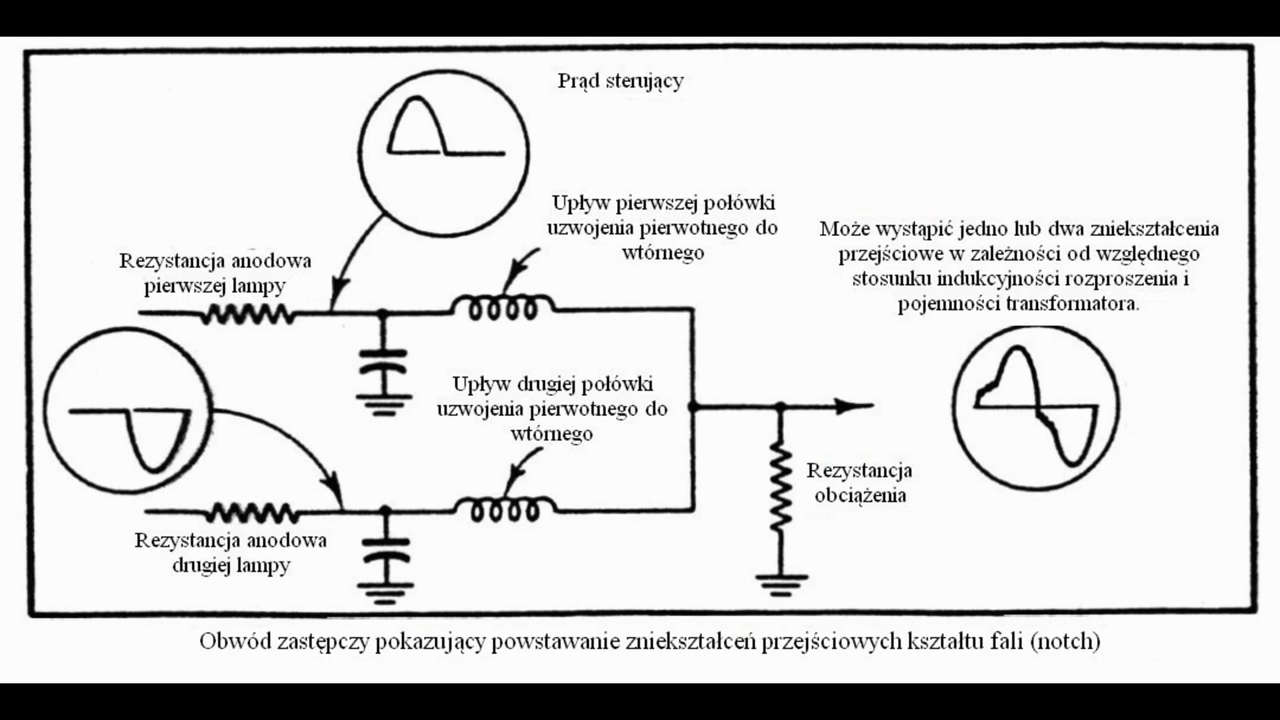 Prąd sterujący
Upływ pierwszej połówki
uzwojenia pierwotnego do
wtórnego
Może wystąpić jedno lub dwa zniekształcenia
przejściowe w zależności od względnego
stosunku indukcyjności rozproszenia i
pojemności transformatora.
Rezystancja anodowa
pierwszej lampy
Upływ drugiej połówki
uzwojenia pierwotnego do
wtórnego
Rezystancja
obciążenia
Rezystancja anodowa
drugiej lampy
Obwód zastępczy pokazujący powstawanie zniekształceń przejściowych kształtu fali (notch)